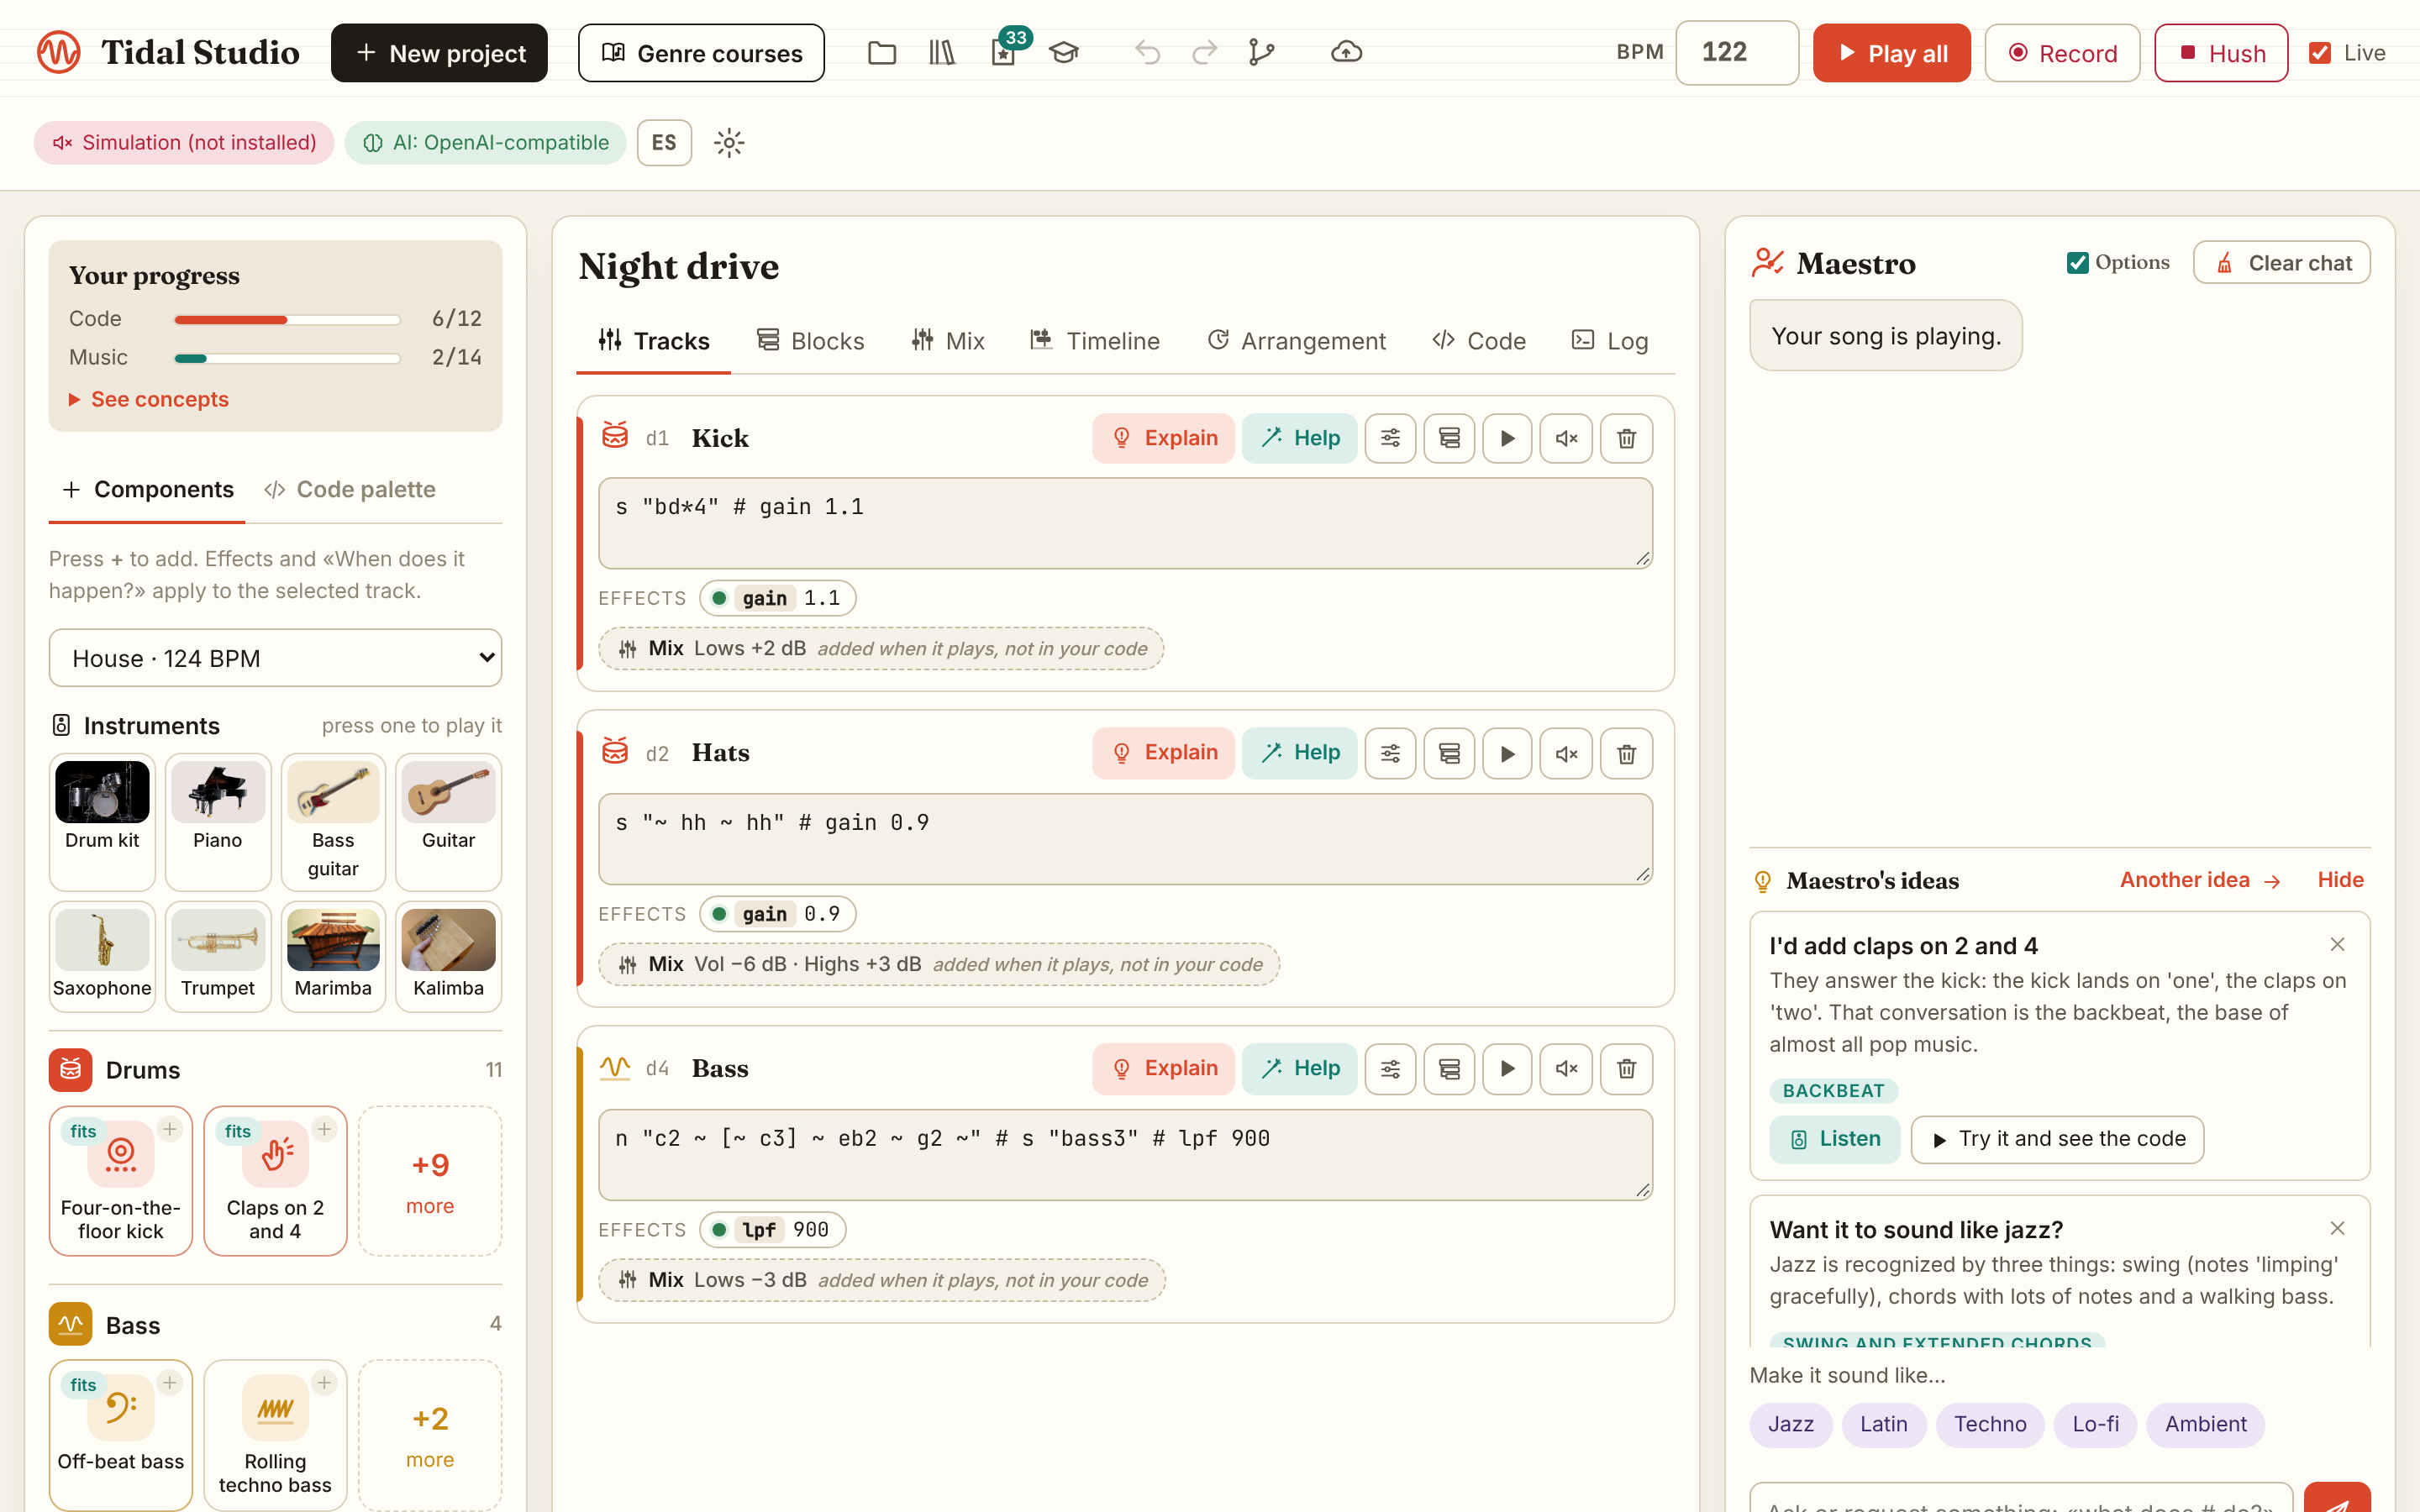 Tidal Studio
+ New project
Genre courses
33
BPM
122
Play all
Record
Hush
Live
Simulation (not installed)
AI: OpenAI-compatible
ES
Your progress
Code 6/12
Music 2/14
See concepts
+ Components
</> Code palette
Press + to add. Effects and «When does it
happen?» apply to the selected track.
House · 124 BPM
Instruments
press one to play it
Drum kit
Piano
Bass
guitar
Guitar
Saxophone
Trumpet
Marimba
Kalimba
Drums
11
fits
Four-on-the-
floor kick
fits
Claps on 2
and 4
+9
more
Bass
4
fits
Off-beat bass
Rolling
techno bass
+2
more
Night drive
Tracks
Blocks
Mix
Timeline
Arrangement
Code
Log
d1 Kick
Explain
Help
s "bd*4" # gain 1.1
EFFECTS gain 1.1
Mix Lows +2 dB added when it plays, not in your code
d2 Hats
Explain
Help
s "~ hh ~ hh" # gain 0.9
EFFECTS gain 0.9
Mix Vol −6 dB · Highs +3 dB added when it plays, not in your code
d4 Bass
Explain
Help
n "c2 ~ [~ c3] ~ eb2 ~ g2 ~" # s "bass3" # lpf 900
EFFECTS lpf 900
Mix Lows −3 dB added when it plays, not in your code
Maestro
Options
Clear chat
Your song is playing.
Maestro's ideas
Another idea →
Hide
I'd add claps on 2 and 4
They answer the kick: the kick lands on 'one', the claps on
'two'. That conversation is the backbeat, the base of
almost all pop music.
BACKBEAT
Listen
Try it and see the code
Want it to sound like jazz?
Jazz is recognized by three things: swing (notes 'limping'
gracefully), chords with lots of notes and a walking bass.
SWING AND EXTENDED CHORDS
Make it sound like...
Jazz
Latin
Techno
Lo-fi
Ambient
Ask or request something: «what does # do?»